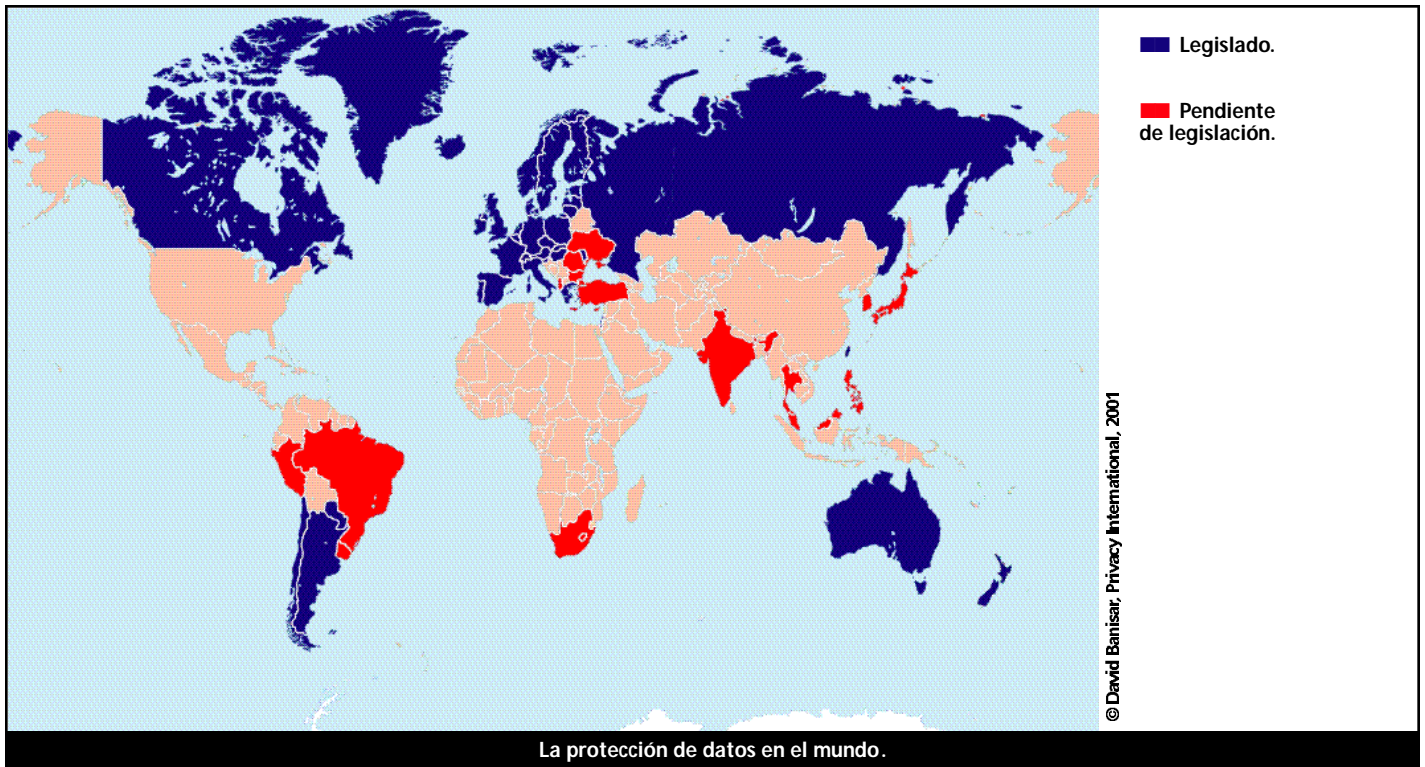 Legislado.
Pendiente
de legislación.
© David Banisar, Privacy International, 2001
La protección de datos en el mundo.